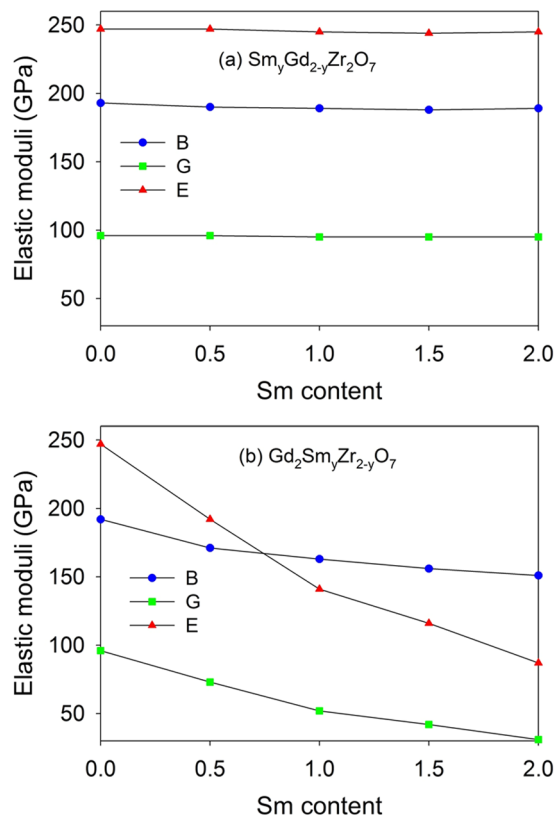 250
200
150
100
50
Elastic moduli (GPa)
(a) SmyGd2-yZr2O7
B
G
E
0.0 0.5 1.0 1.5 2.0
Sm content
250
200
150
100
50
Elastic moduli (GPa)
(b) Gd2SmyZr2-yO7
B
G
E
0.0 0.5 1.0 1.5 2.0
Sm content